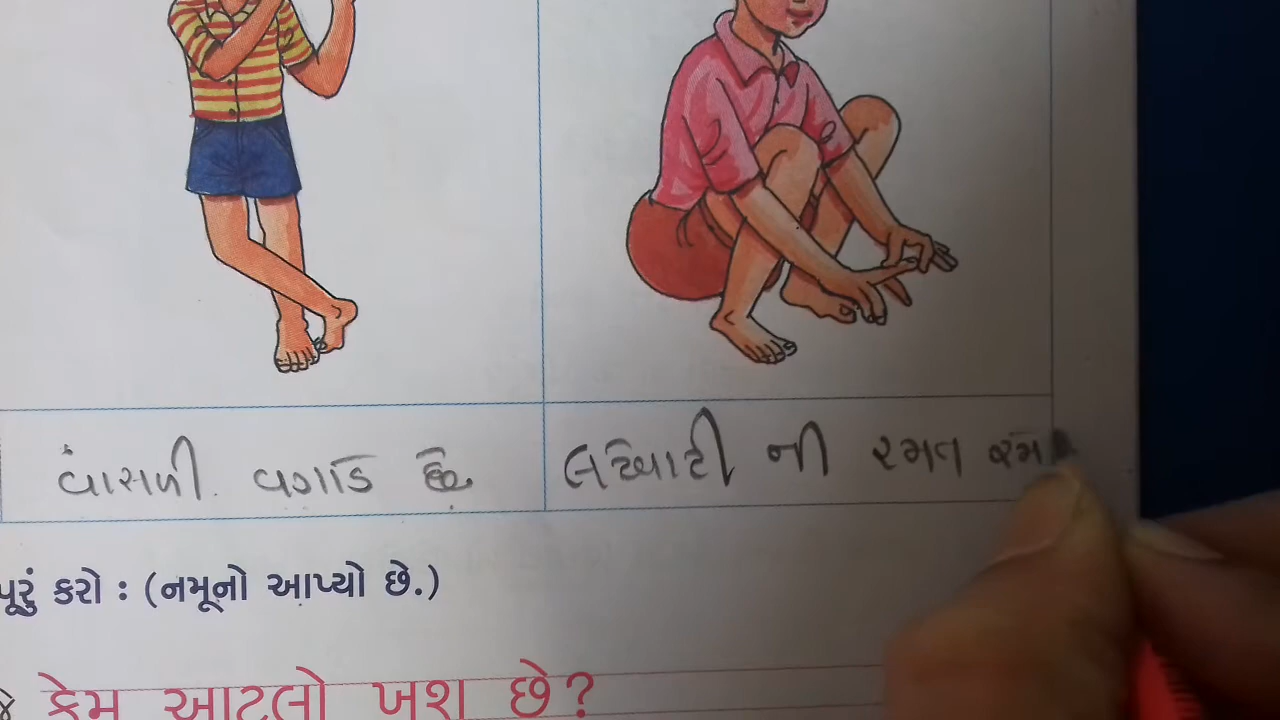 વાંસળી વગાડે છે.
લખોટી ની રમત રમ
પૂરું કરો : (નમૂનો આપ્યો છે.)
કેમ આટલો ખુશ છે?